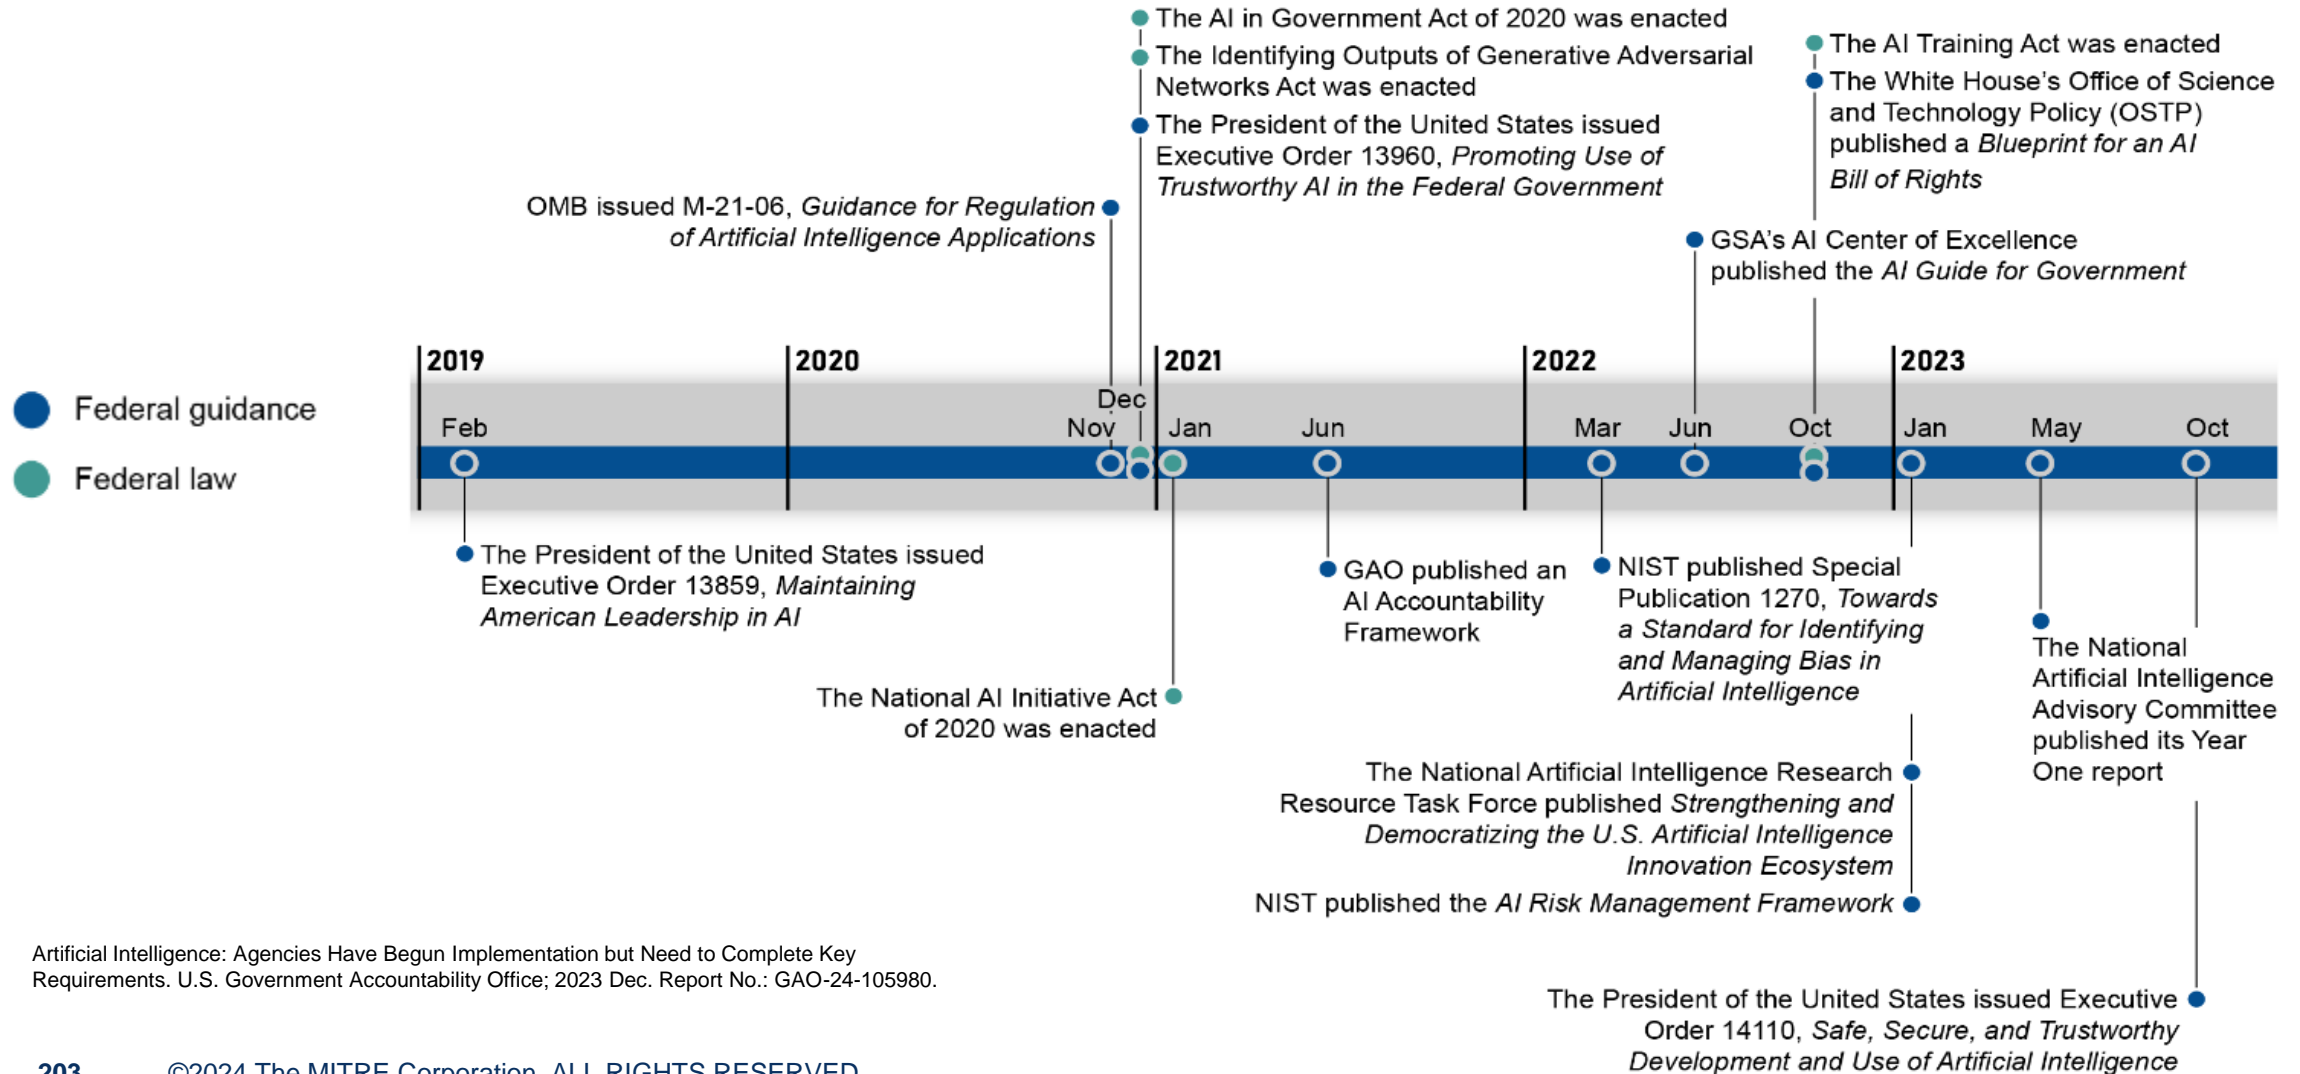 The AI in Government Act of 2020 was enacted
The Identifying Outputs of Generative Adversarial
Networks Act was enacted
The President of the United States issued
Executive Order 13960, Promoting Use of
Trustworthy AI in the Federal Government
The AI Training Act was enacted
The White House's Office of Science
and Technology Policy (OSTP)
published a Blueprint for an AI
Bill of Rights
OMB issued M-21-06, Guidance for Regulation
of Artificial Intelligence Applications
GSA's AI Center of Excellence
published the AI Guide for Government
2019
2020
2021
2022
2023
Federal guidance
Federal law
Feb
Nov
Dec
Jan
Jun
Mar
Jun
Oct
Jan
May
Oct
The President of the United States issued
Executive Order 13859, Maintaining
American Leadership in AI
The National AI Initiative Act
of 2020 was enacted
GAO published an
AI Accountability
Framework
NIST published Special
Publication 1270, Towards
a Standard for Identifying
and Managing Bias in
Artificial Intelligence
The National
Artificial Intelligence
Advisory Committee
published its Year
One report
The National Artificial Intelligence Research
Resource Task Force published Strengthening and
Democratizing the U.S. Artificial Intelligence
Innovation Ecosystem
NIST published the AI Risk Management Framework
The President of the United States issued Executive
Order 14110, Safe, Secure, and Trustworthy
Development and Use of Artificial Intelligence
Artificial Intelligence: Agencies Have Begun Implementation but Need to Complete Key
Requirements. U.S. Government Accountability Office; 2023 Dec. Report No.: GAO-24-105980.
203
©2024 The MITRE Corporation. ALL RIGHTS RESERVED